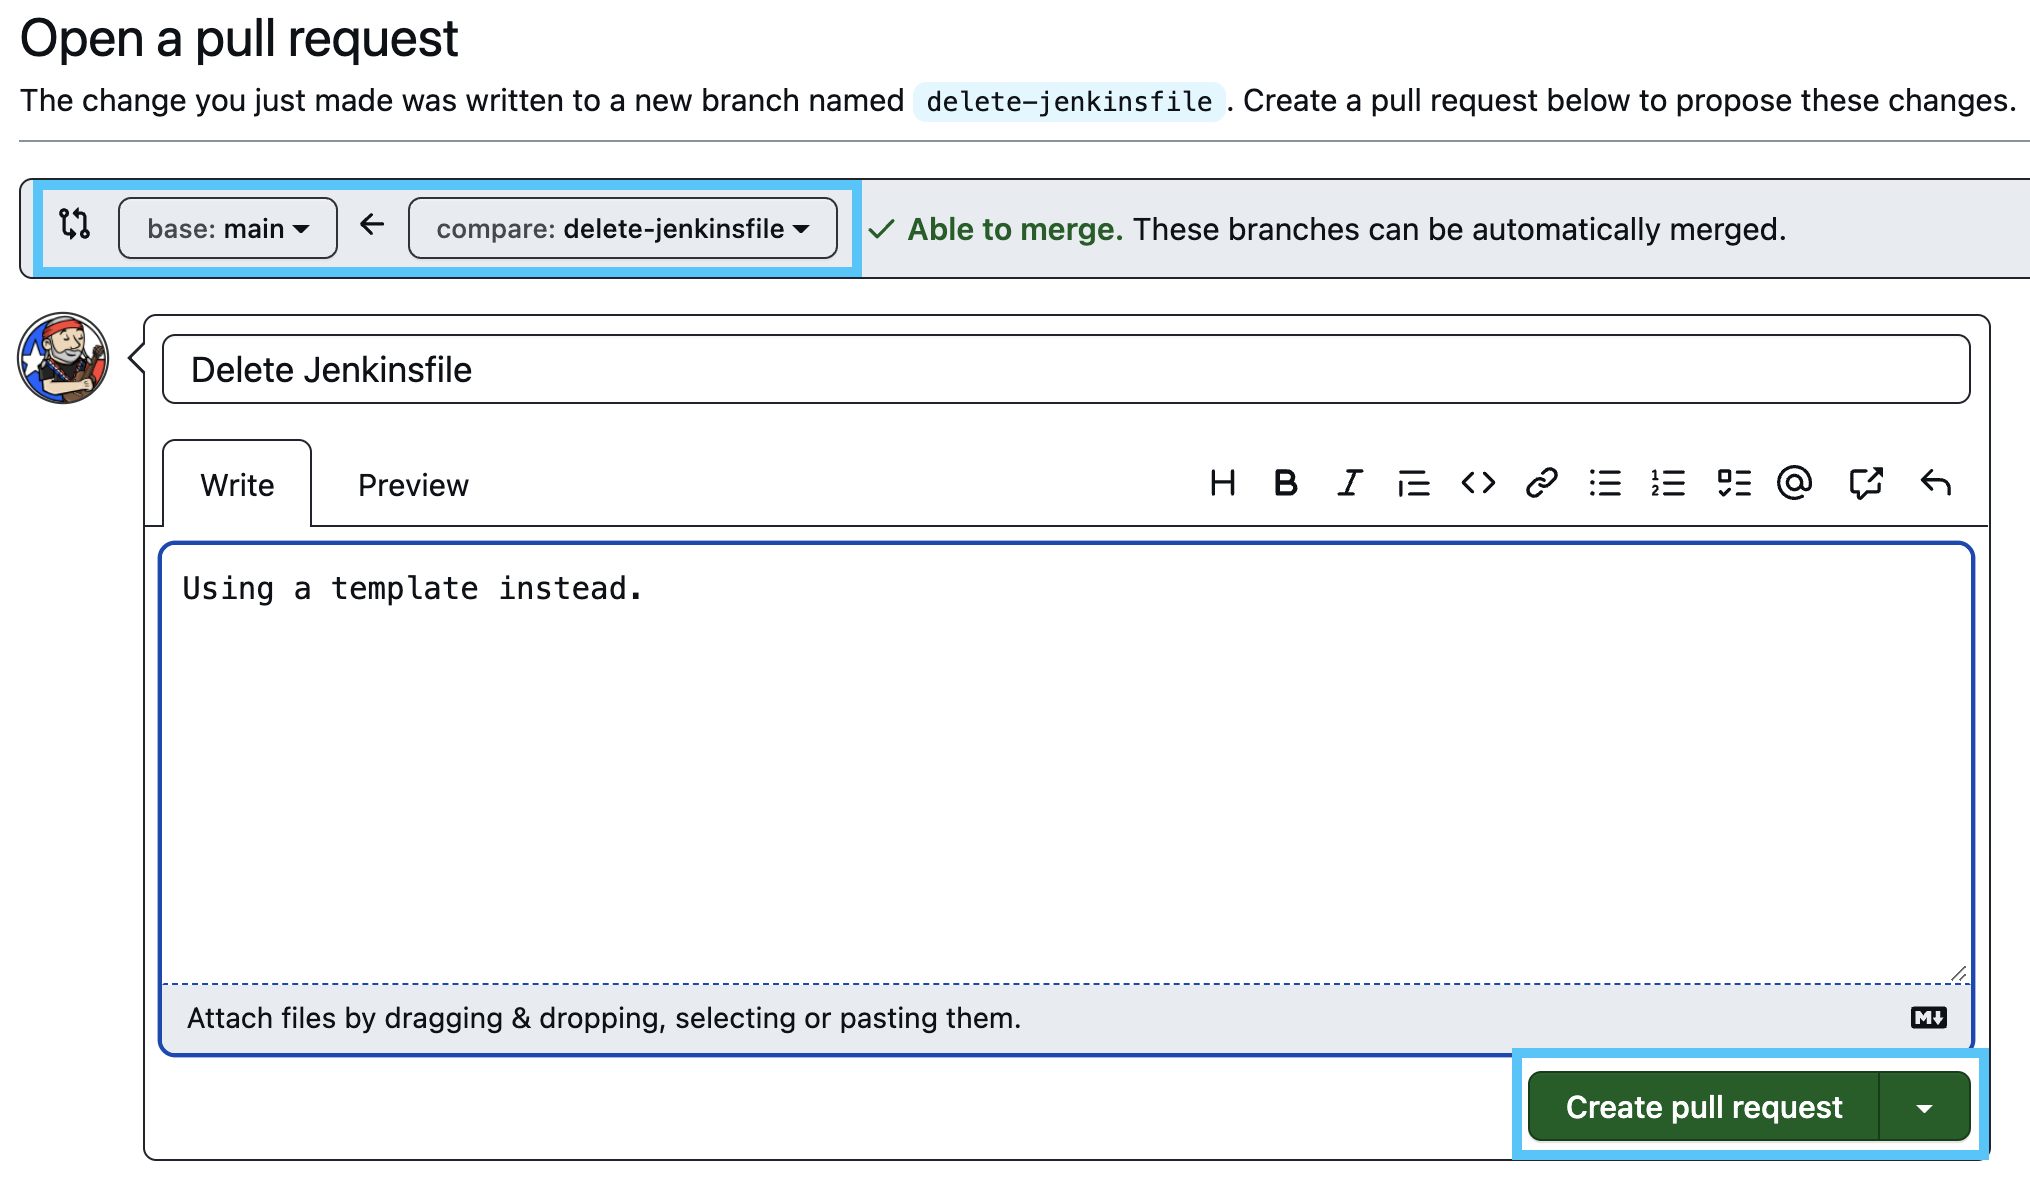 Open a pull request
The change you just made was written to a new branch named delete-jenkinsfile. Create a pull request below to propose these changes.
base: main ← compare: delete-jenkinsfile ✓ Able to merge. These branches can be automatically merged.
Delete Jenkinsfile
Write Preview
Using a template instead.
Attach files by dragging & dropping, selecting or pasting them.
Create pull request